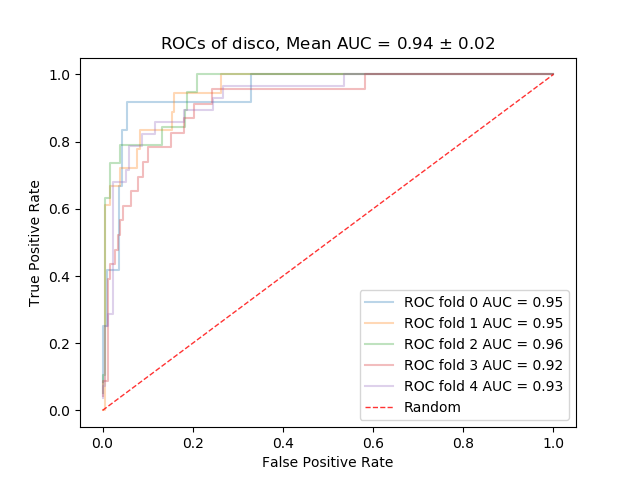 ROCs of disco, Mean AUC = 0.94 ± 0.02
True Positive Rate
1.0
0.8
0.6
0.4
0.2
0.0
ROC fold 0 AUC = 0.95
ROC fold 1 AUC = 0.95
ROC fold 2 AUC = 0.96
ROC fold 3 AUC = 0.92
ROC fold 4 AUC = 0.93
Random
0.0 0.2 0.4 0.6 0.8 1.0
False Positive Rate